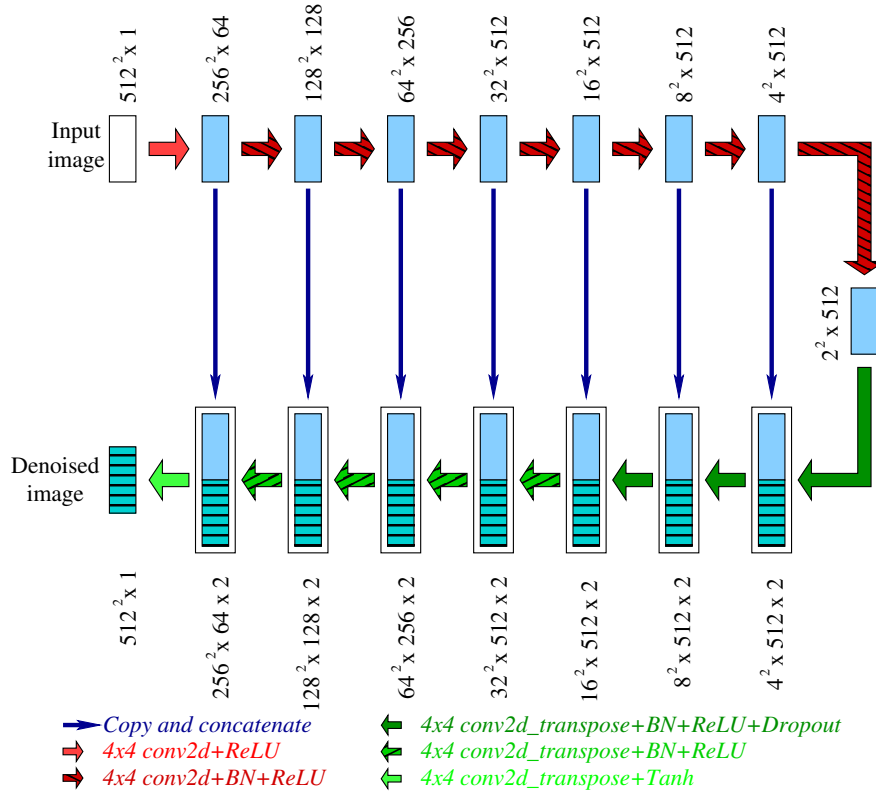 512² x 1
256² x 64
128² x 128
64² x 256
32² x 512
16² x 512
8² x 512
4² x 512
Input
image
2² x 512
Denoised
image
512² x 1
256² x 64 x 2
128² x 128 x 2
64² x 256 x 2
32² x 512 x 2
16² x 512 x 2
8² x 512 x 2
4² x 512 x 2
Copy and concatenate
4x4 conv2d+ReLU
4x4 conv2d+BN+ReLU
4x4 conv2d_transpose+BN+ReLU+Dropout
4x4 conv2d_transpose+BN+ReLU
4x4 conv2d_transpose+Tanh